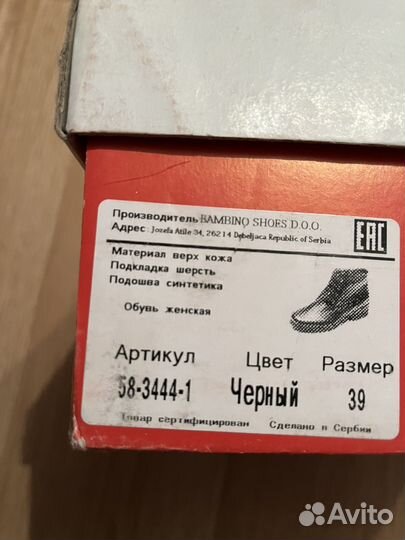 Производитель BAMBINO SHOES D.O.O.
Адрес: Jozefa Atile 34, 26214 Debeljaca Republic of Serbia
EAC
Материал верх кожа
Подкладка шерсть
Подошва синтетика
Обувь женская
Артикул Цвет Размер
58-3444-1 Черный 39
Товар сертифицирован Сделано в Сербии
Avito